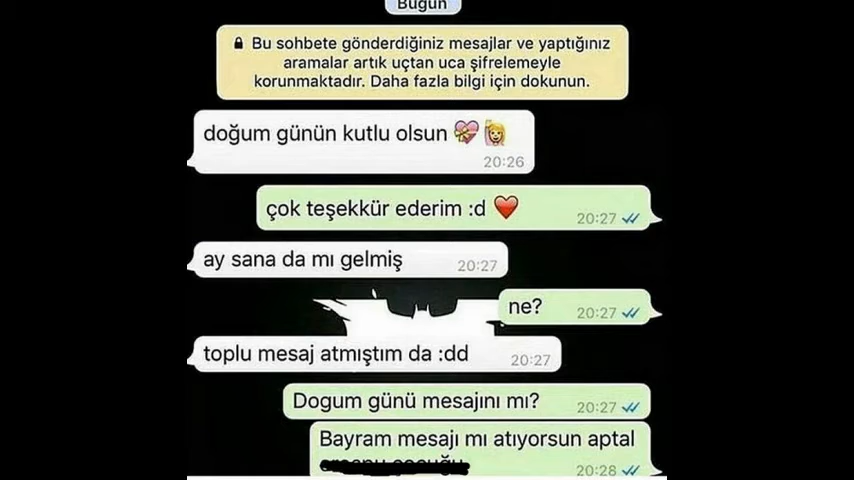 Bugün
Bu sohbete gönderdiğiniz mesajlar ve yaptığınız
aramalar artık uçtan uca şifrelemeyle
korunmaktadır. Daha fazla bilgi için dokunun.
doğum günün kutlu olsun 💝🙋
20:26
çok teşekkür ederim :d ❤️
20:27
ay sana da mı gelmiş
20:27
ne?
20:27
toplu mesaj atmıştım da :dd
20:27
Dogum günü mesajını mı?
20:27
Bayram mesajı mı atıyorsun aptal
20:28